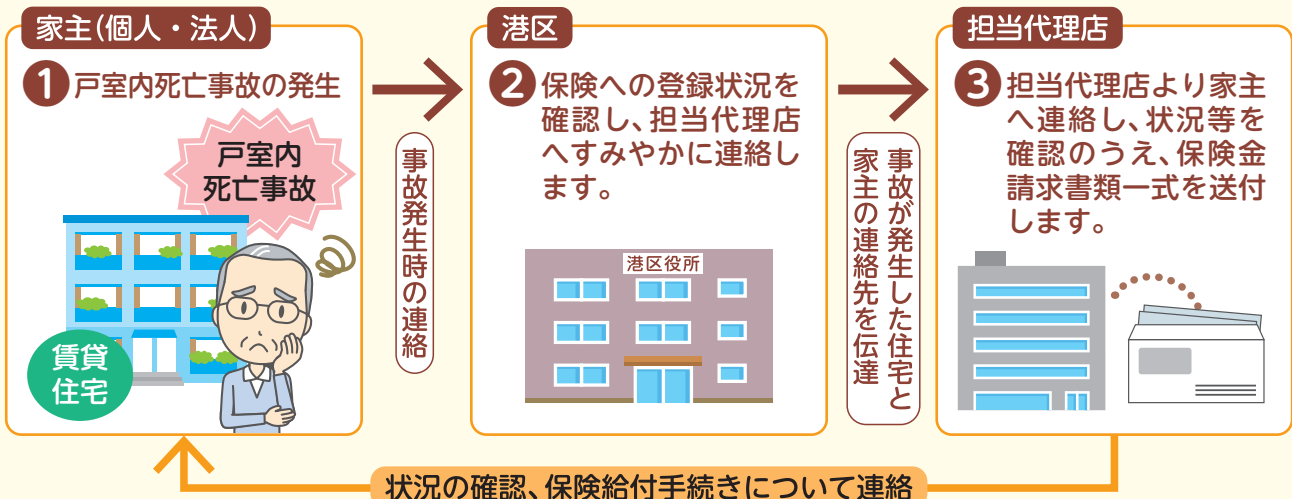 家主(個人・法人)
1 戸室内死亡事故の発生
戸室内
死亡事故
賃貸
住宅
事故発生時の連絡
港区
2 保険への登録状況を
確認し、担当代理店
へすみやかに連絡し
ます。
港区役所
事故が発生した住宅と
家主の連絡先を伝達
担当代理店
3 担当代理店より家主
へ連絡し、状況等を
確認のうえ、保険金
請求書類一式を送付
します。
状況の確認、保険給付手続きについて連絡